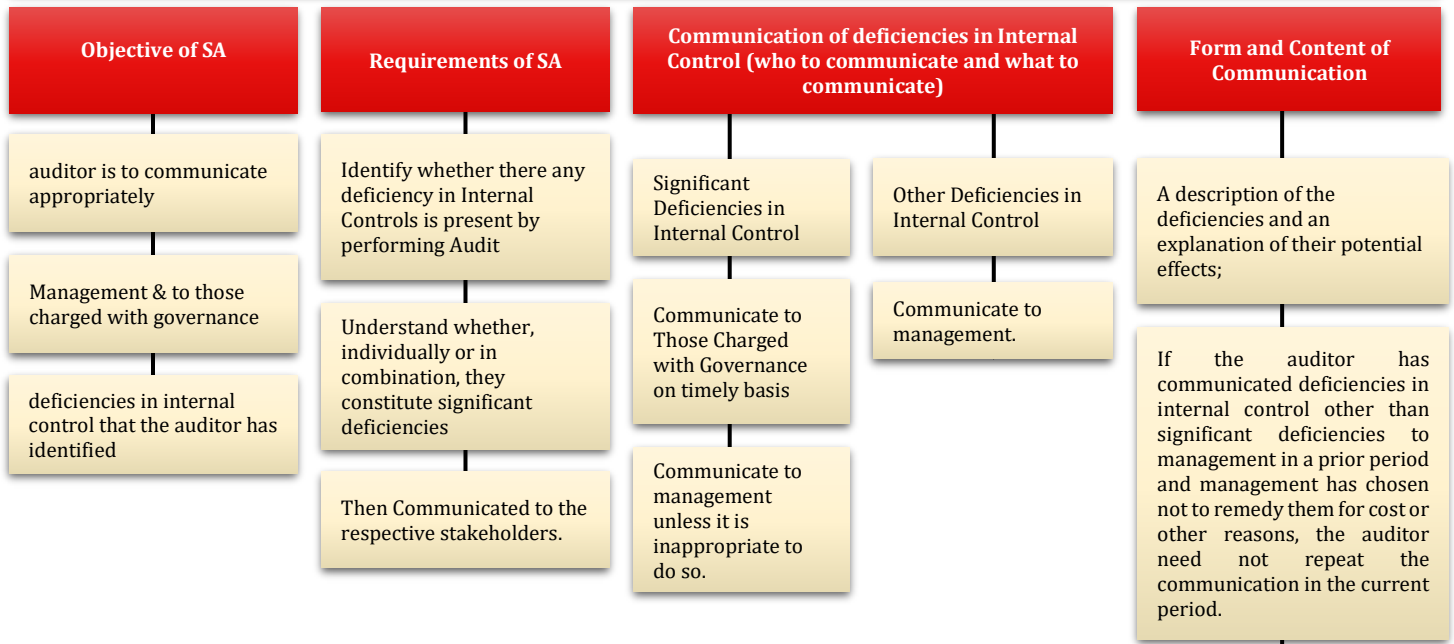 Objective of SA
auditor is to communicate
appropriately
Management & to those
charged with governance
deficiencies in internal
control that the auditor has
identified
Requirements of SA
Identify whether there any
deficiency in Internal
Controls is present by
performing Audit
Understand whether,
individually or in
combination, they
constitute significant
deficiencies
Then Communicated to the
respective stakeholders.
Communication of deficiencies in Internal
Control (who to communicate and what to
communicate)
Significant
Deficiencies in
Internal Control
Communicate to
Those Charged
with Governance
on timely basis
Communicate to
management
unless it is
inappropriate to
do so.
Other Deficiencies in
Internal Control
Communicate to
management.
Form and Content of
Communication
A description of the
deficiencies and an
explanation of their potential
effects;
If the auditor has
communicated deficiencies in
internal control other than
significant deficiencies to
management in a prior period
and management has chosen
not to remedy them for cost or
other reasons, the auditor
need not repeat the
communication in the current
period.